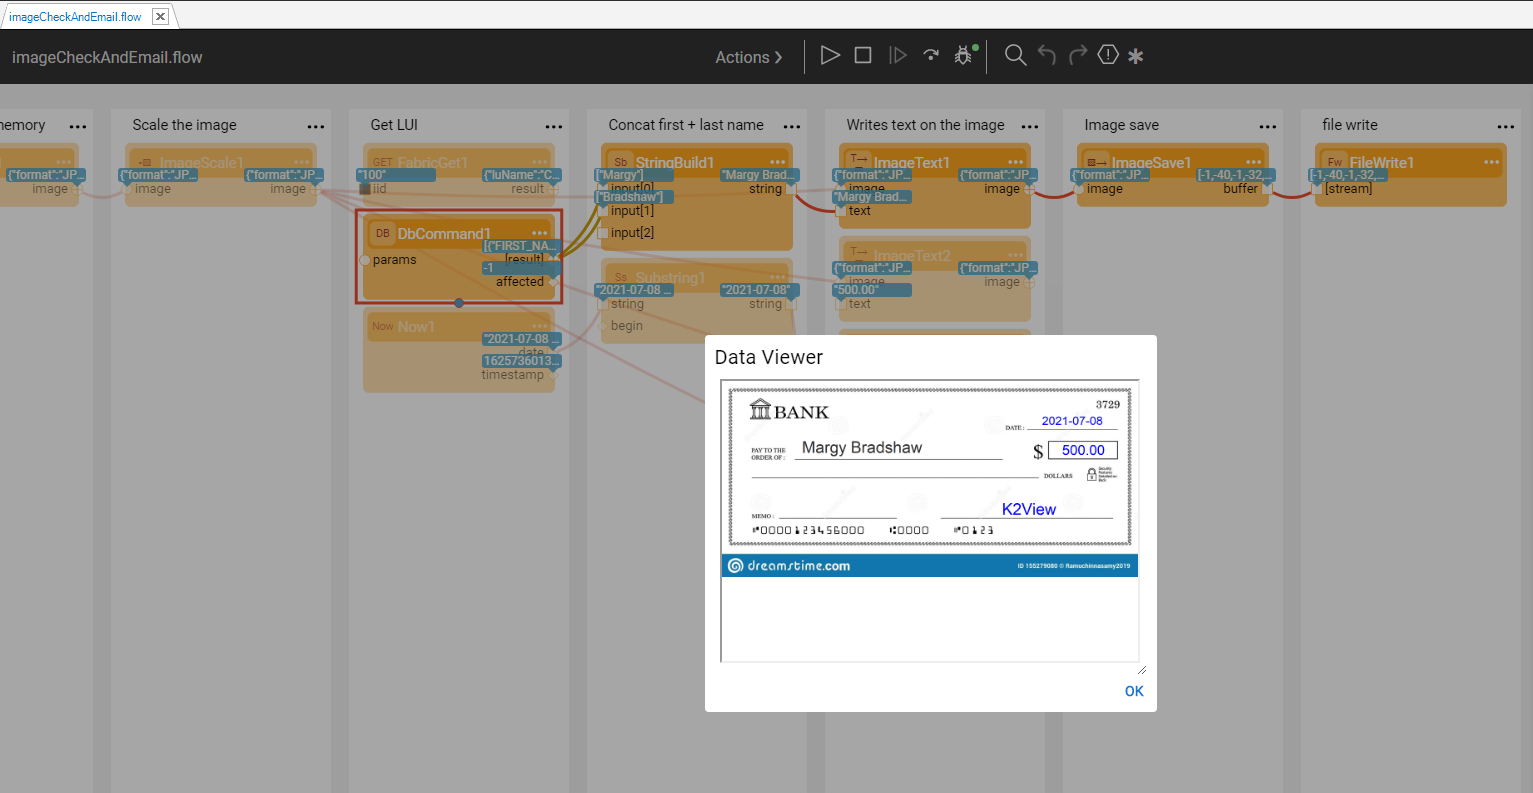 imageCheckAndEmail.flow
imageCheckAndEmail.flow
Actions
memory
Scale the image
Get LUI
Concat first + last name
Writes text on the image
Image save
file write
{"format":"JP...
image
ImageScale1
{"format":"JP...
{"format":"JP...
image
image
GET FabricGet1
"100"
{"luName":"C...
iid
result
DB DbCommand1
[{"FIRST_NA...
params
[result]
-1
affected
Now Now1
"2021-07-08 ...
date
1625736013...
timestamp
Sb StringBuild1
["Margy"]
"Margy Brad...
input[0]
string
["Bradshaw"]
input[1]
input[2]
Ss Substring1
"2021-07-08 ...
"2021-07-08"
string
string
begin
T ImageText1
{"format":"JP...
{"format":"JP...
image
image
"Margy Brad...
text
T ImageText2
{"format":"JP...
{"format":"JP...
image
image
"500.00"
text
ImageSave1
{"format":"JP...
[-1,-40,-1,-32,...
image
buffer
Fw FileWrite1
[-1,-40,-1,-32,...
[stream]
Data Viewer
BANK
3729
DATE :
2021-07-08
PAY TO THE
ORDER OF :
Margy Bradshaw
$
500.00
DOLLARS
Security
Features
Detailed on
Back
K2View
MEMO :
⑈0000123456000 ⑆0000 ⑈0123
dreamstime.com
ID 155279080 © Ramuchinnasamy2019
OK